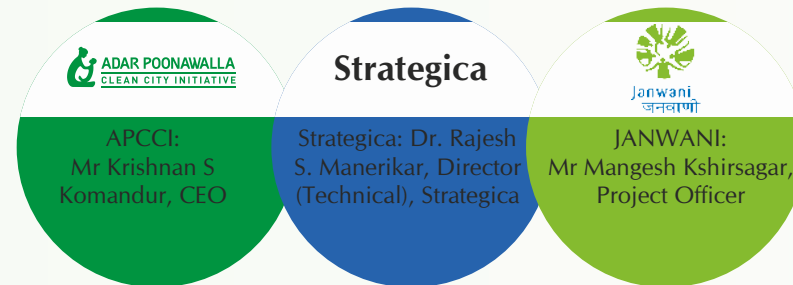 ADAR POONAWALLA
CLEAN CITY INITIATIVE
APCCI:
Mr Krishnan S
Komandur, CEO
Strategica
Strategica: Dr. Rajesh
S. Manerikar, Director
(Technical), Strategica
Janwani
जनवाणी
JANWANI:
Mr Mangesh Kshirsagar,
Project Officer